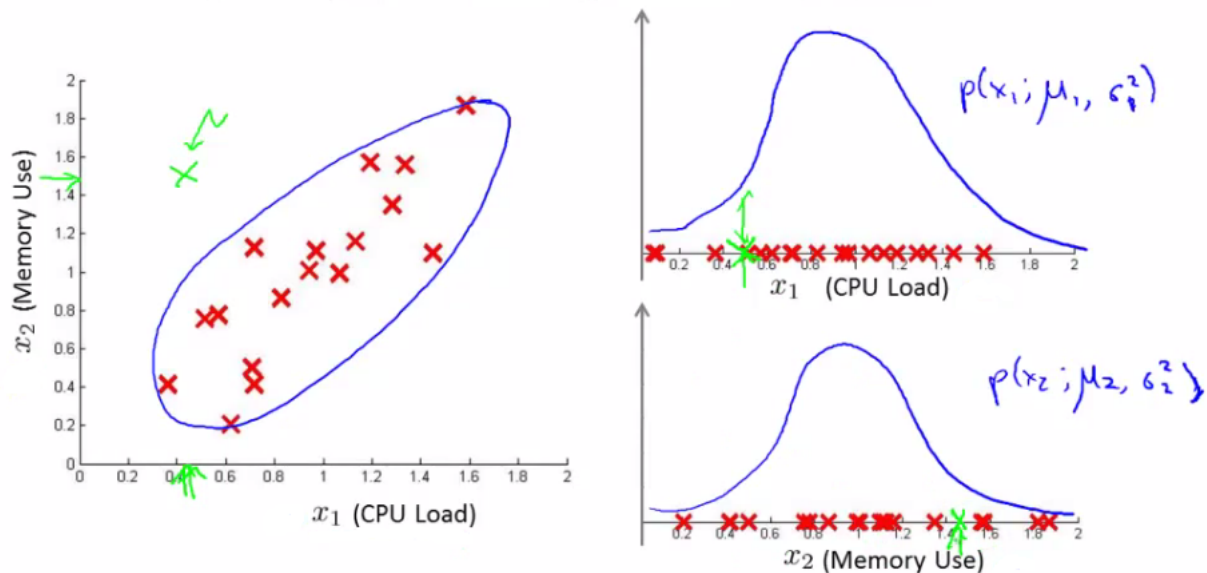 2
1.8
1.6
1.4
1.2
1
0.8
0.6
0.4
0.2
0
x₂ (Memory Use)
0 0.2 0.4 0.6 0.8 1 1.2 1.4 1.6 1.8 2
x₁ (CPU Load)
p(x₁; μ₁, σ₁²)
0.2 0.6 0.8 1 1.2 1.4 1.6 1.8 2
x₁ (CPU Load)
p(x₂; μ₂, σ₂²)
0.2 0.4 0.6 0.8 1 1.2 1.4 1.6 1.8 2
x₂ (Memory Use)